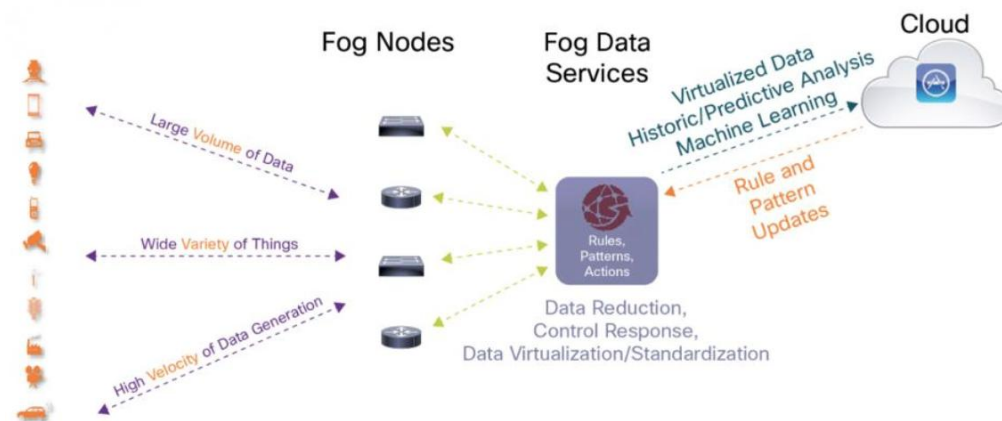 Fog Nodes
Fog Data
Services
Cloud
Large Volume of Data
Wide Variety of Things
High Velocity of Data Generation
Virtualized Data
Historic/Predictive Analysis
Machine Learning
Rule and
Pattern
Updates
Rules,
Patterns,
Actions
Data Reduction,
Control Response,
Data Virtualization/Standardization